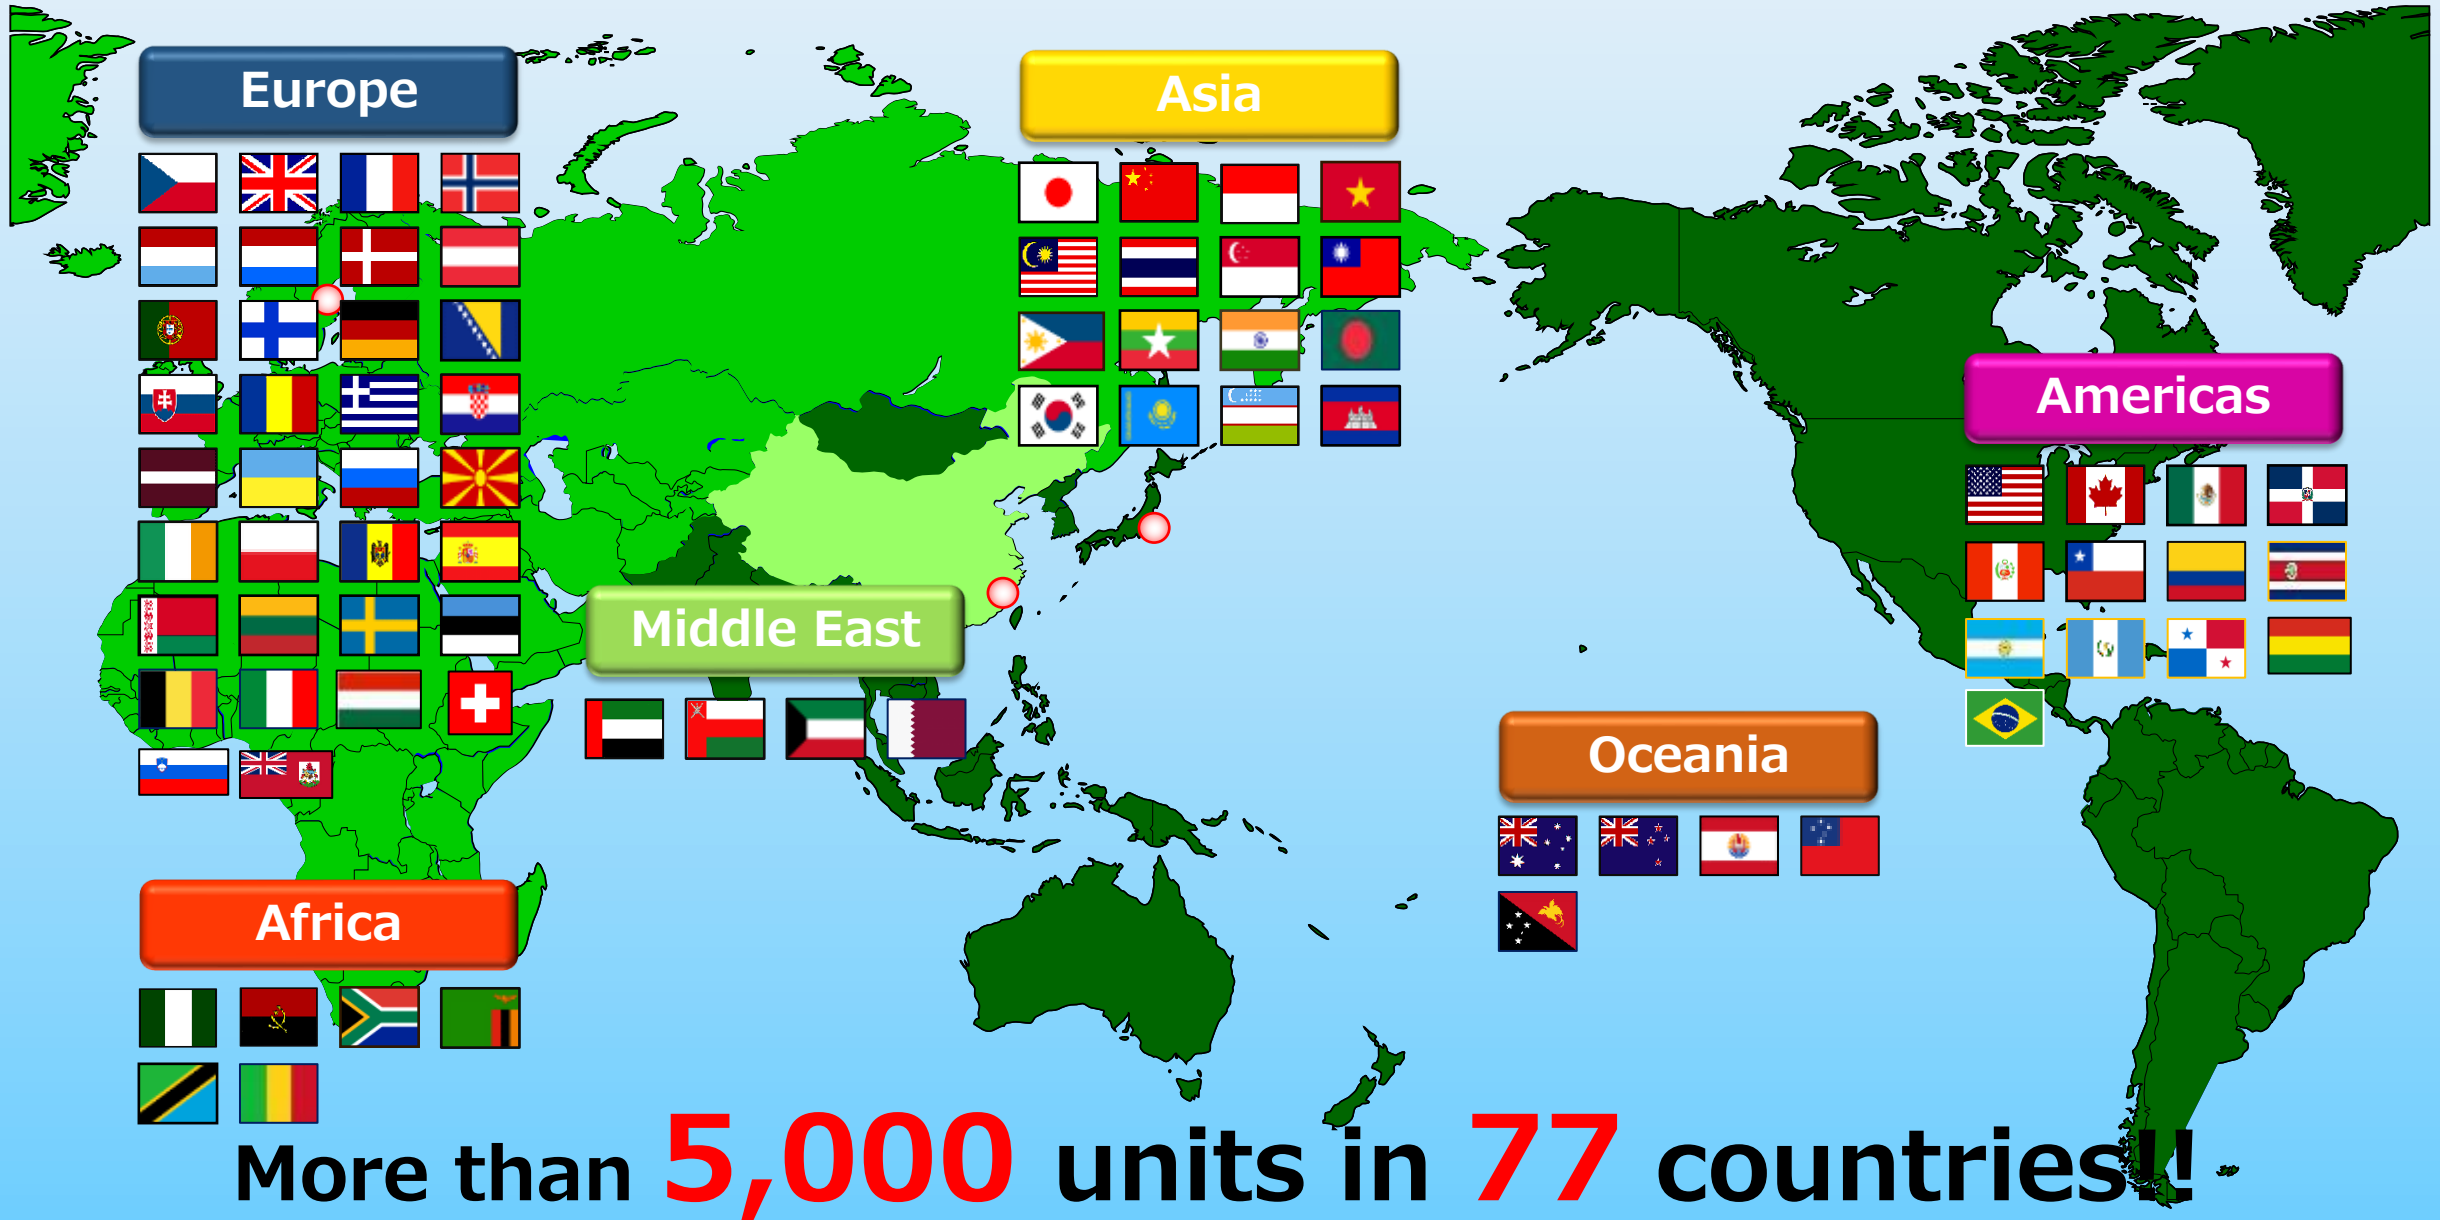 Europe
Asia
Americas
Middle East
Oceania
Africa
More than 5,000 units in 77 countries!!